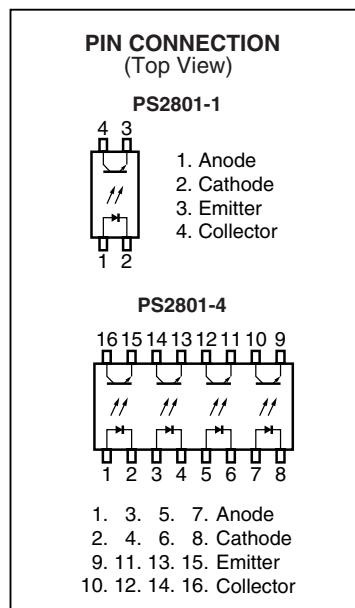 PIN CONNECTION
(Top View)
PS2801-1
4 3
1. Anode
2. Cathode
3. Emitter
4. Collector
1 2
PS2801-4
16 15 14 13 12 11 10 9
1 2 3 4 5 6 7 8
1. 3. 5. 7. Anode
2. 4. 6. 8. Cathode
9. 11. 13. 15. Emitter
10. 12. 14. 16. Collector